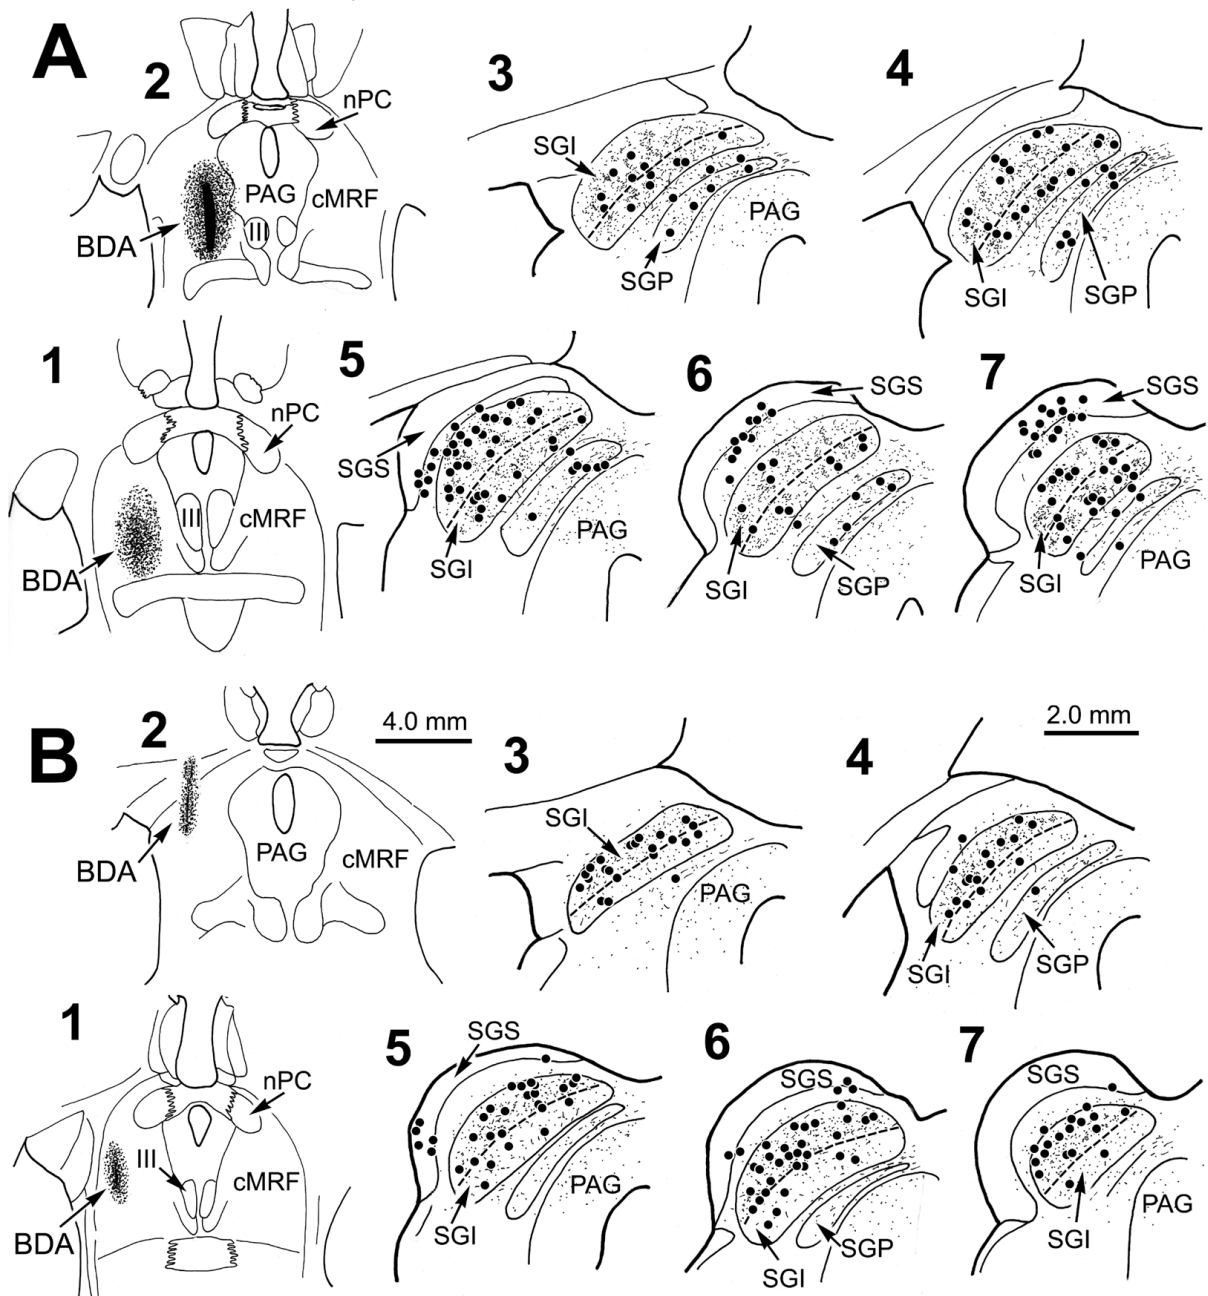 A
2
nPC
PAG
cMRF
III
BDA
3
SGI
PAG
SGP
4
SGI
SGP
1
nPC
III
cMRF
BDA
5
SGS
SGI
PAG
6
SGS
SGI
SGP
7
SGS
SGI
PAG
B
2
4.0 mm
BDA
PAG
cMRF
3
SGI
PAG
4
2.0 mm
SGI
SGP
1
nPC
III
cMRF
BDA
5
SGS
SGI
PAG
6
SGS
SGP
SGI
7
SGS
SGI
PAG